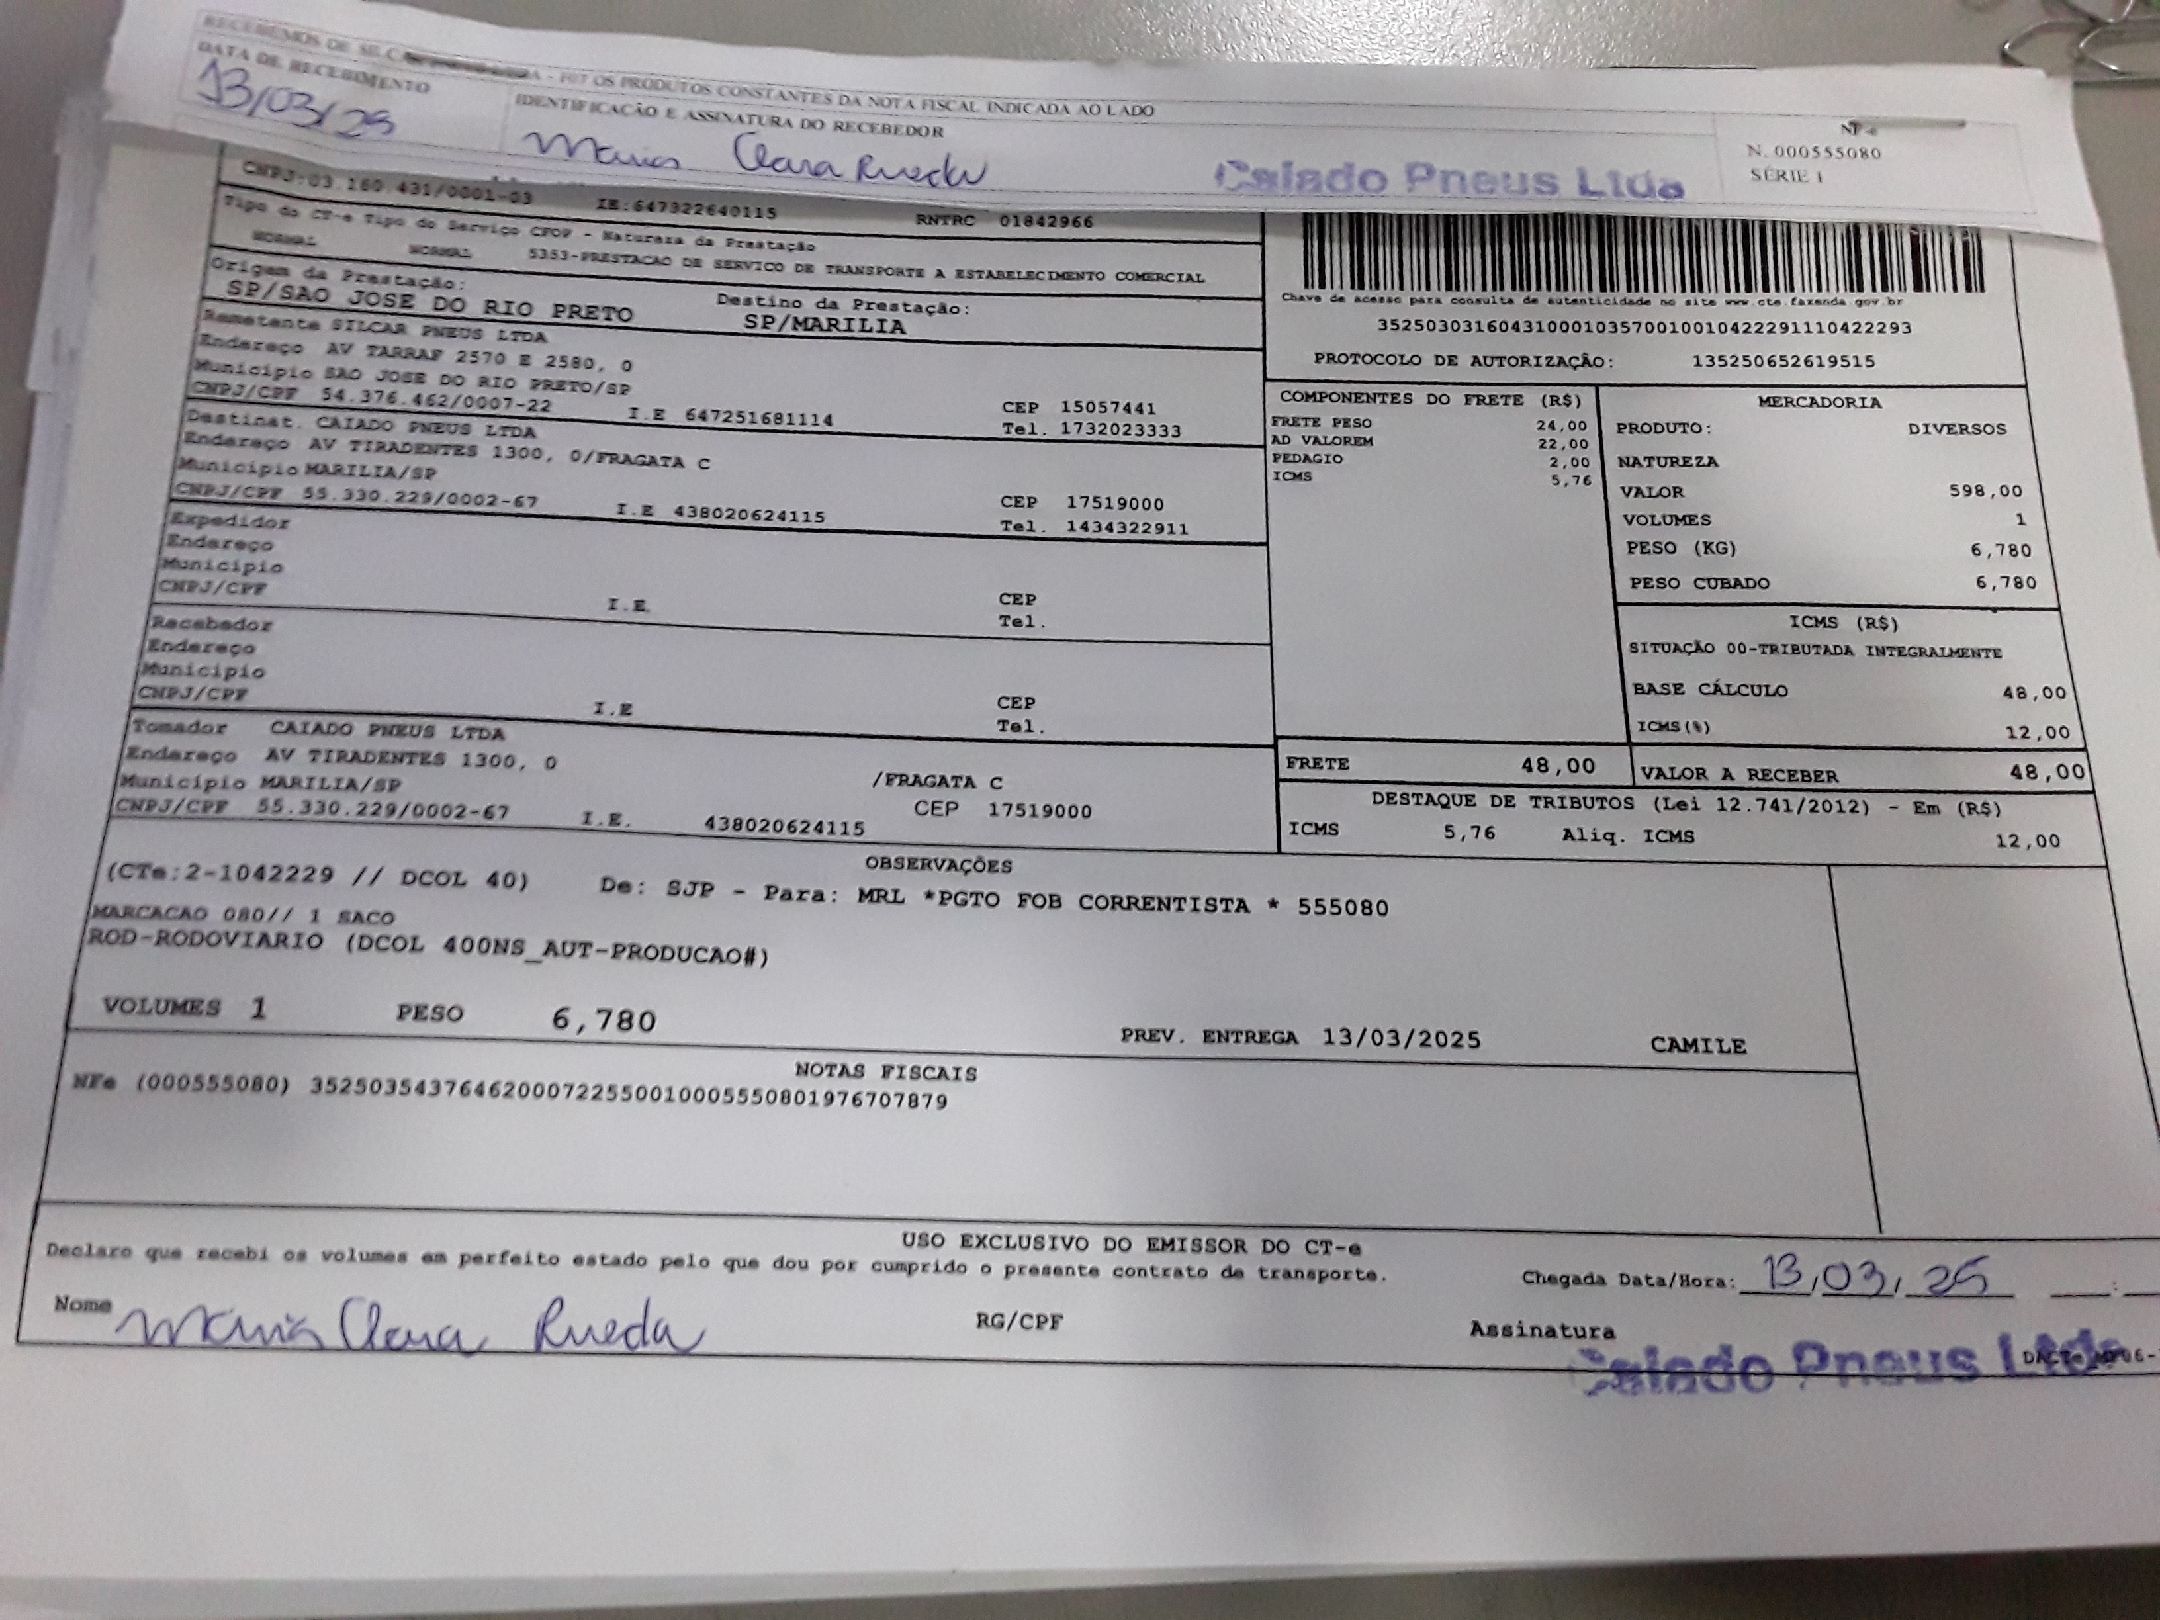 RECEBEMOS DE SILC A - F07 OS PRODUTOS CONSTANTES DA NOTA FISCAL INDICADA AO LADO
DATA DE RECEBIMENTO
13/03/25
IDENTIFICAÇÃO E ASSINATURA DO RECEBEDOR
Maria Clara Rueda
Caiado Pneus Ltda
NF-e
N. 000555080
SÉRIE 1
CNPJ:03.160.431/0001-03 IE:647322640115 RNTRC 01842966
Tipo do CT-e Tipo do Serviço CFOP - Natureza da Prestação
NORMAL NORMAL 5353-PRESTACAO DE SERVICO DE TRANSPORTE A ESTABELECIMENTO COMERCIAL
Origem da Prestação: Destino da Prestação:
SP/SAO JOSE DO RIO PRETO SP/MARILIA
Remetente SILCAR PNEUS LTDA
Endereço AV TARRAF 2570 E 2580, 0
Município SAO JOSE DO RIO PRETO/SP CEP 15057441
CNPJ/CPF 54.376.462/0007-22 I.E 647251681114 Tel. 1732023333
Destinat. CAIADO PNEUS LTDA
Endereço AV TIRADENTES 1300, 0/FRAGATA C
Município MARILIA/SP CEP 17519000
CNPJ/CPF 55.330.229/0002-67 I.E 438020624115 Tel. 1434322911
Expedidor
Endereço
Município CEP
CNPJ/CPF I.E. Tel.
Recebedor
Endereço
Município CEP
CNPJ/CPF I.E Tel.
Tomador CAIADO PNEUS LTDA
Endereço AV TIRADENTES 1300, 0 /FRAGATA C
Município MARILIA/SP CEP 17519000
CNPJ/CPF 55.330.229/0002-67 I.E. 438020624115
Chave de acesso para consulta de autenticidade no site www.cte.fazenda.gov.br
35250303160431000103570010010422291110422293
PROTOCOLO DE AUTORIZAÇÃO: 135250652619515
COMPONENTES DO FRETE (R$)
FRETE PESO 24,00
AD VALOREM 22,00
PEDAGIO 2,00
ICMS 5,76
MERCADORIA
PRODUTO: DIVERSOS
NATUREZA
VALOR 598,00
VOLUMES 1
PESO (KG) 6,780
PESO CUBADO 6,780
ICMS (R$)
SITUAÇÃO 00-TRIBUTADA INTEGRALMENTE
BASE CÁLCULO 48,00
ICMS(%) 12,00
FRETE 48,00 VALOR A RECEBER 48,00
DESTAQUE DE TRIBUTOS (Lei 12.741/2012) - Em (R$)
ICMS 5,76 Aliq. ICMS 12,00
OBSERVAÇÕES
(CTe:2-1042229 // DCOL 40) De: SJP - Para: MRL *PGTO FOB CORRENTISTA * 555080
MARCACAO 080// 1 SACO
ROD-RODOVIARIO (DCOL 400NS_AUT-PRODUCAO#)
VOLUMES 1 PESO 6,780 PREV. ENTREGA 13/03/2025 CAMILE
NOTAS FISCAIS
NFe (000555080) 35250354376462000722550010005550801976707879
USO EXCLUSIVO DO EMISSOR DO CT-e
Declaro que recebi os volumes em perfeito estado pelo que dou por cumprido o presente contrato de transporte.
Chegada Data/Hora: 13/03/25 :
Nome Maria Clara Rueda RG/CPF Assinatura
Caiado Pneus Ltda